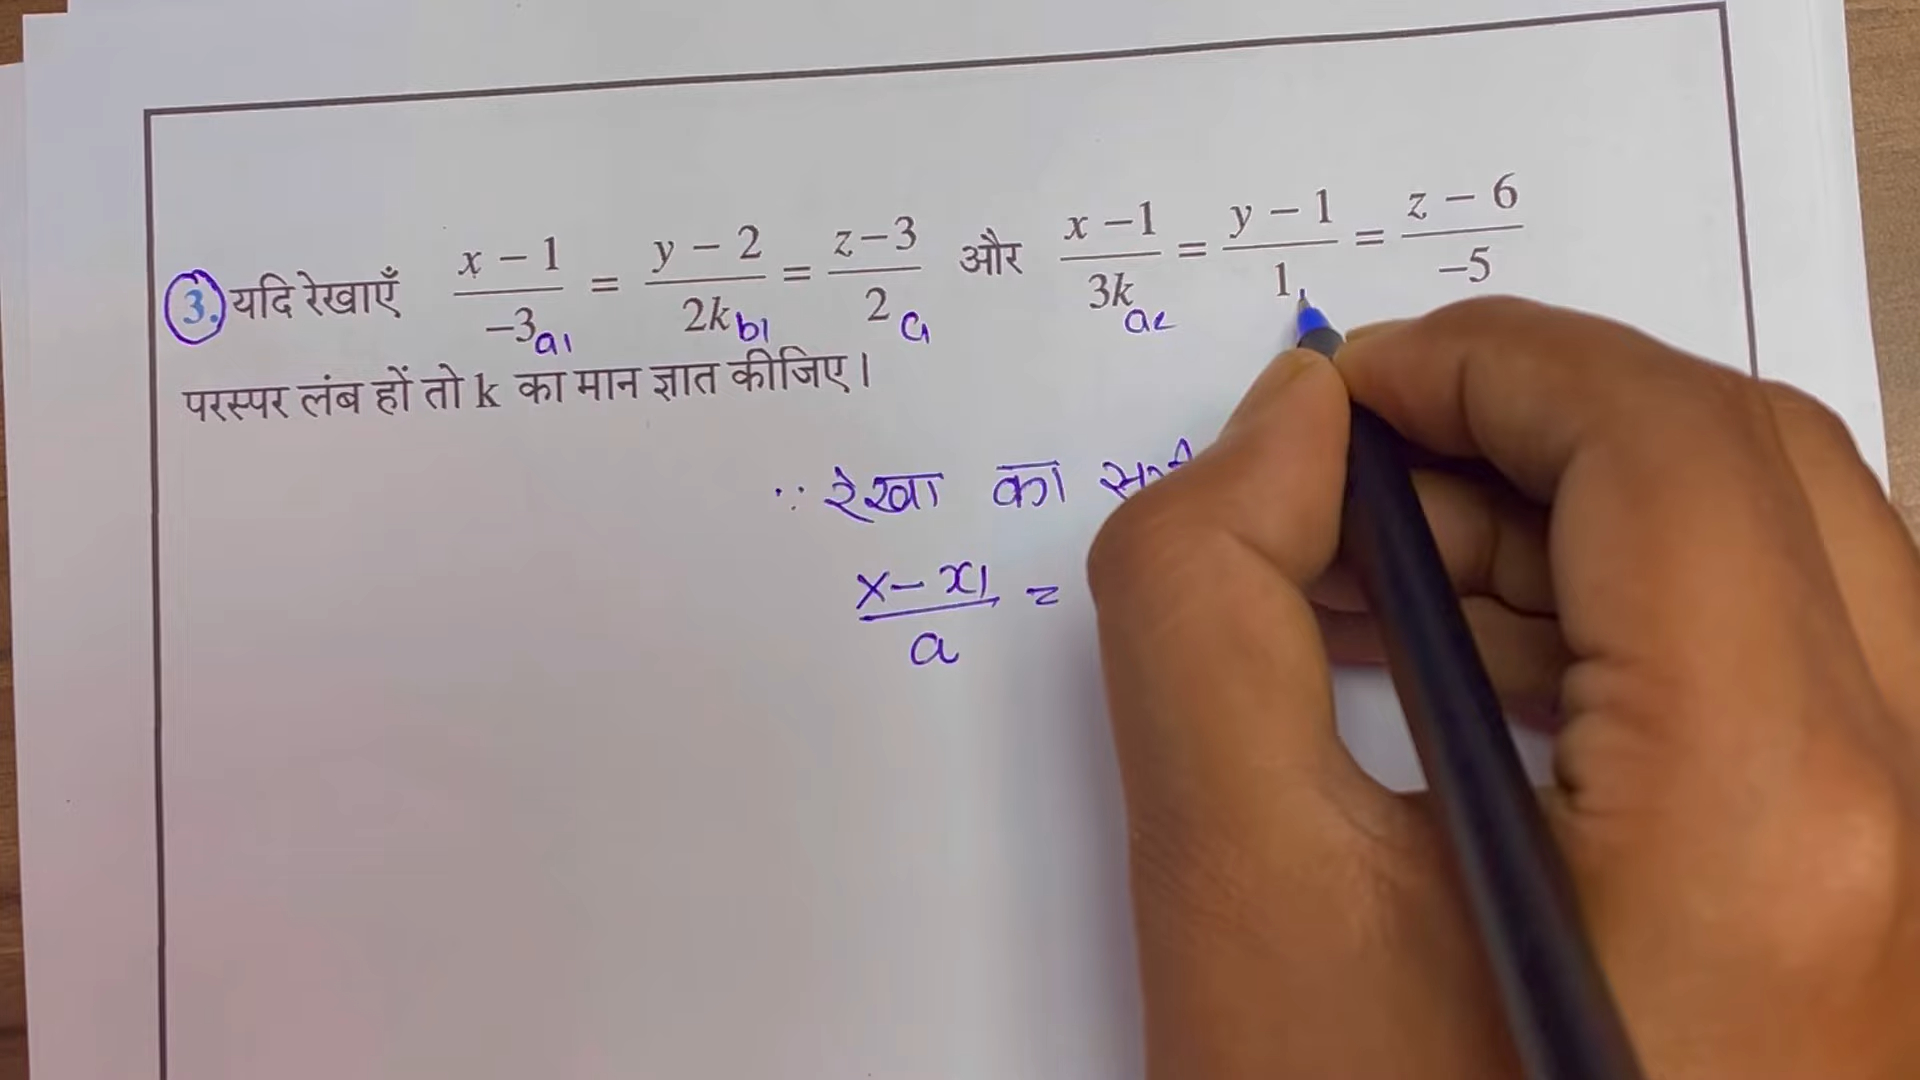 3. यदि रेखाएँ (x - 1)/(-3) = (y - 2)/(2k) = (z-3)/2 और (x -1)/(3k) = (y - 1)/1 = (z - 6)/(-5)
a1 b1 c1 a2
परस्पर लंब हों तो k का मान ज्ञात कीजिए।
∵ रेखा का
(x - x1)/a =